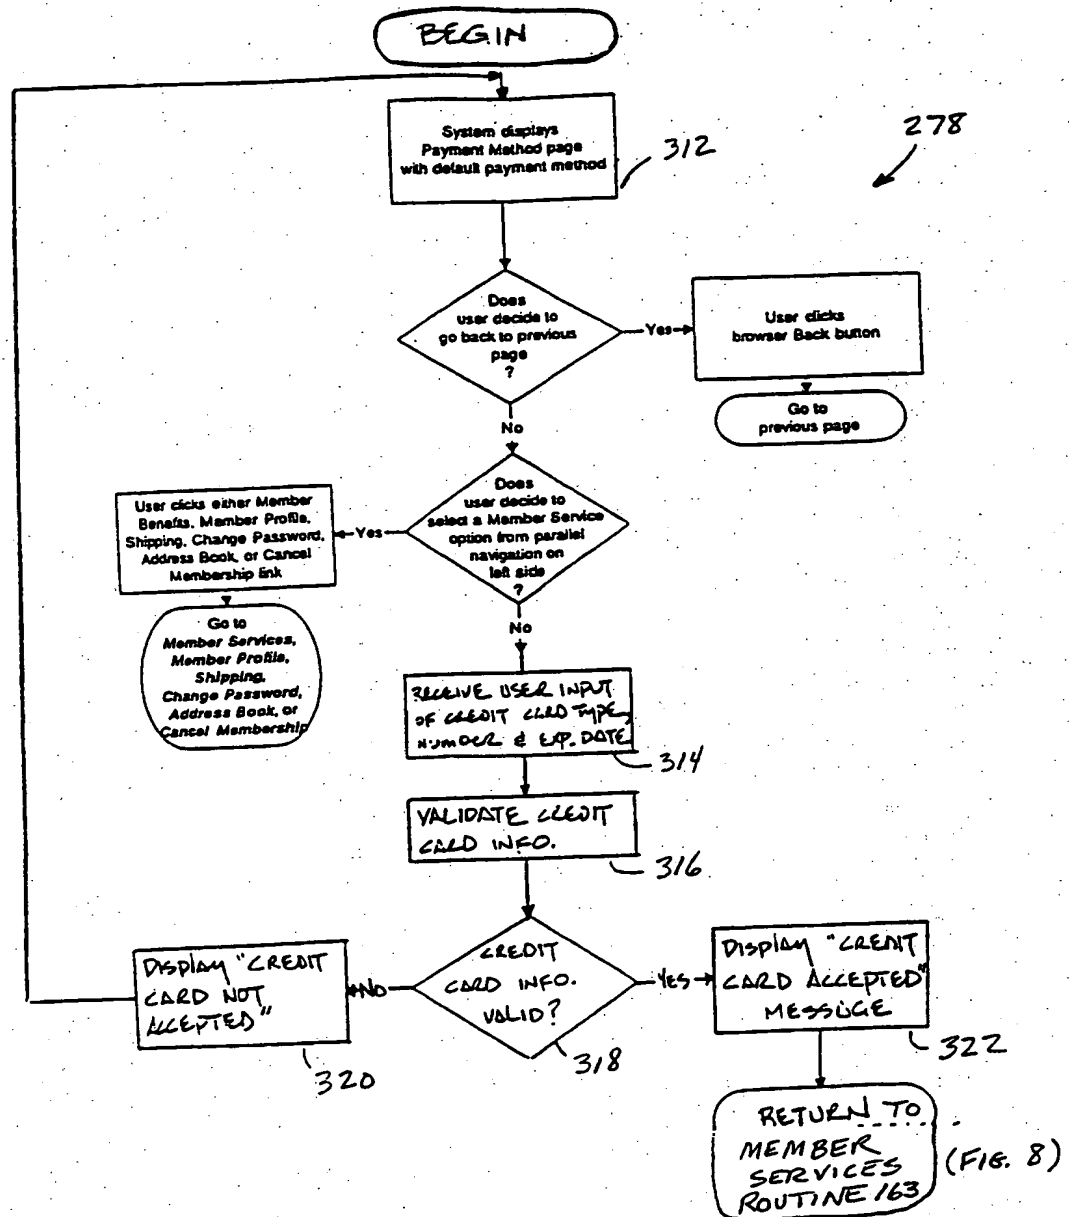 BEGIN
System displays
Payment Method page
with default payment method
312
278
Does
user decide to
go back to previous
page
?
Yes
User clicks
browser Back button
Go to
previous page
No
Does
user decide to
select a Member Service
option from parallel
navigation on
left side
?
Yes
User clicks either Member
Benefits, Member Profile,
Shipping, Change Password,
Address Book, or Cancel
Membership link
Go to
Member Services,
Member Profile,
Shipping,
Change Password,
Address Book, or
Cancel Membership
No
RECEIVE USER INPUT
OF CREDIT CARD TYPE,
NUMBER & EXP. DATE
314
VALIDATE CREDIT
CARD INFO.
316
CREDIT
CARD INFO.
VALID?
318
No
DISPLAY "CREDIT
CARD NOT
ACCEPTED"
320
YES
DISPLAY "CREDIT
CARD ACCEPTED"
MESSAGE
322
RETURN TO
MEMBER
SERVICES
ROUTINE 163
(FIG. 8)